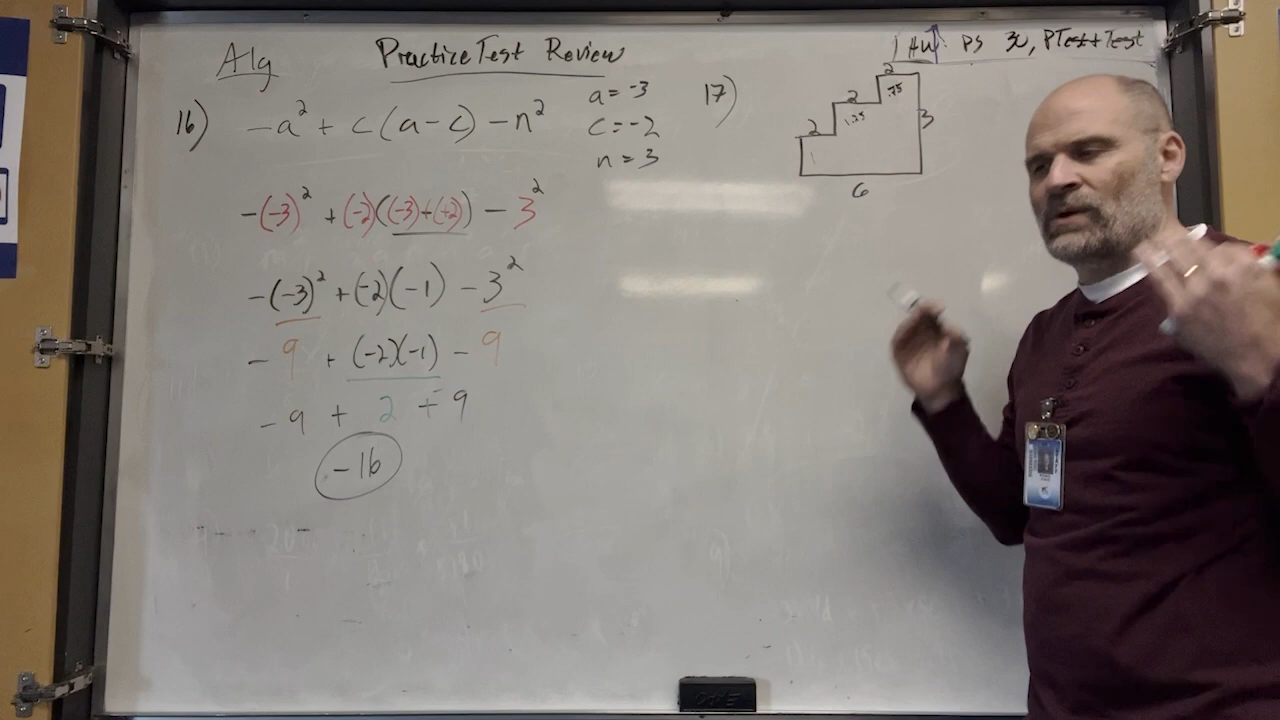 Alg Practice Test Review
HW: PS 30, PTest + Test
16) -a² + c(a-c) - n²
a = -3
c = -2
n = 3
-(-3)² + (-2)((-3)+(+2)) - 3²
-(-3)² + (-2)(-1) - 3²
- 9 + (-2)(-1) - 9
-9 + 2 + -9
-16
17)
2
2 .75
2 1.25 3
1
6